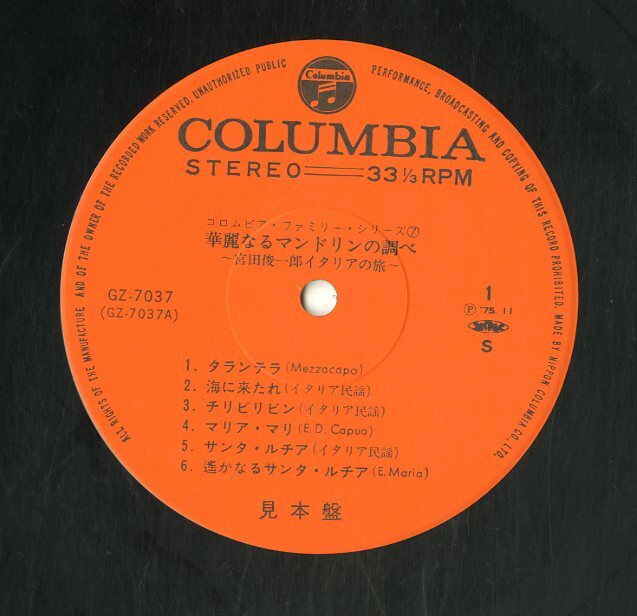 ALL RIGHTS OF THE MANUFACTURE AND OF THE OWNER OF THE RECORDED WORK RESERVED. UNAUTHORIZED PUBLIC PERFORMANCE, BROADCASTING AND COPYING OF THIS RECORD PROHIBITED. MADE BY NIPPON COLUMBIA CO., LTD.
Columbia
COLUMBIA
STEREO 33 1/3 RPM
コロムビア・ファミリー・シリーズ⑦
華麗なるマンドリンの調べ
～宮田俊一郎イタリアの旅～
GZ-7037
(GZ-7037A)
1
Ⓟ '75. 11
S
1. タランテラ(Mezzacapo)
2. 海に来たれ(イタリア民謡)
3. チリビリビン(イタリア民謡)
4. マリア・マリ(E.D. Capua)
5. サンタ・ルチア(イタリア民謡)
6. 遙かなるサンタ・ルチア(E.Maria)
見本盤